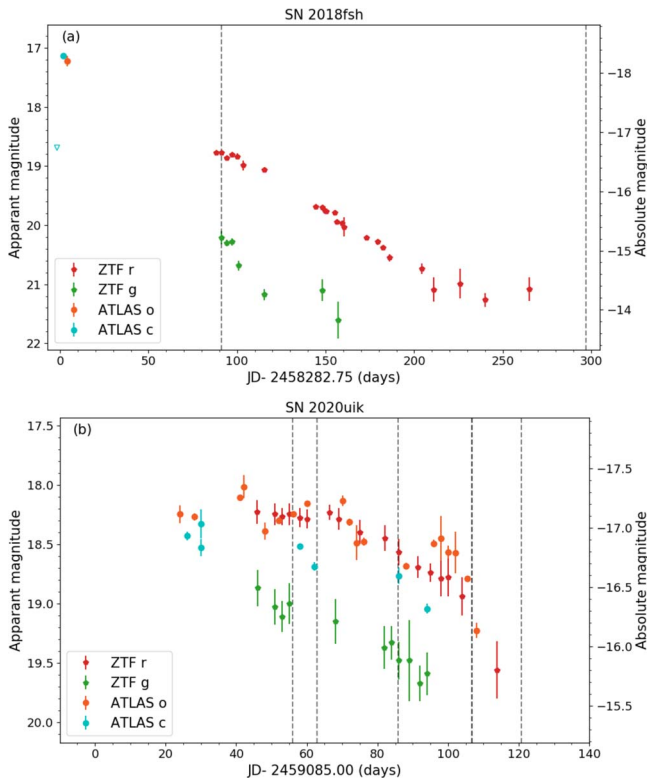 SN 2018fsh
(a)
17
18
19
20
21
22
Apparant magnitude
−18
−17
−16
−15
−14
Absolute magnitude
ZTF r
ZTF g
ATLAS o
ATLAS c
0
50
100
150
200
250
300
JD- 2458282.75 (days)
SN 2020uik
(b)
17.5
18.0
18.5
19.0
19.5
20.0
Apparant magnitude
−17.5
−17.0
−16.5
−16.0
−15.5
Absolute magnitude
ZTF r
ZTF g
ATLAS o
ATLAS c
0
20
40
60
80
100
120
140
JD- 2459085.00 (days)